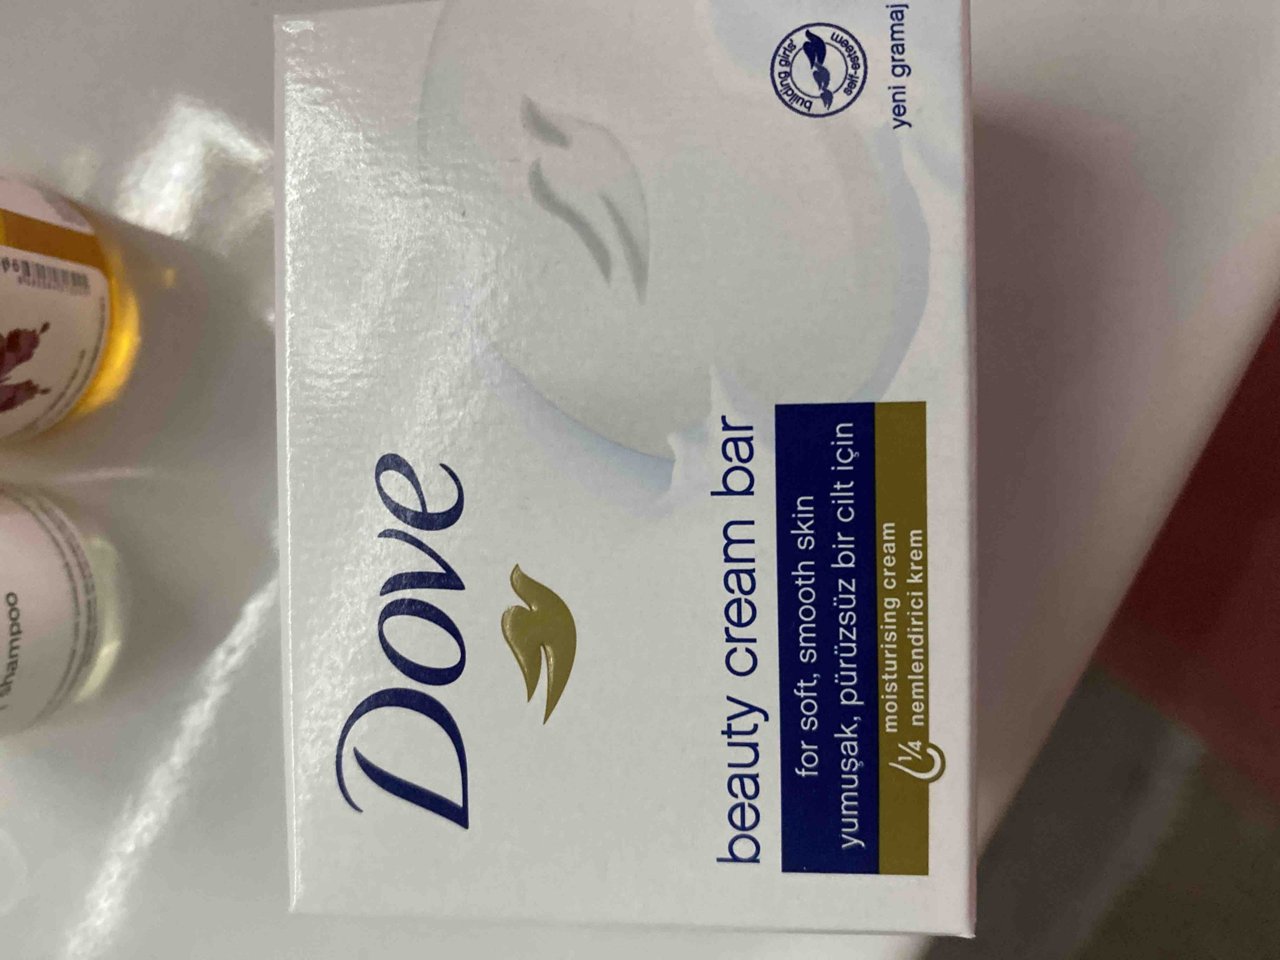 Dove
beauty cream bar
for soft, smooth skin
yumuşak, pürüzsüz bir cilt için
1/4 moisturising cream
nemlendirici krem
building girls'
self-esteem
yeni gramaj
shampoo